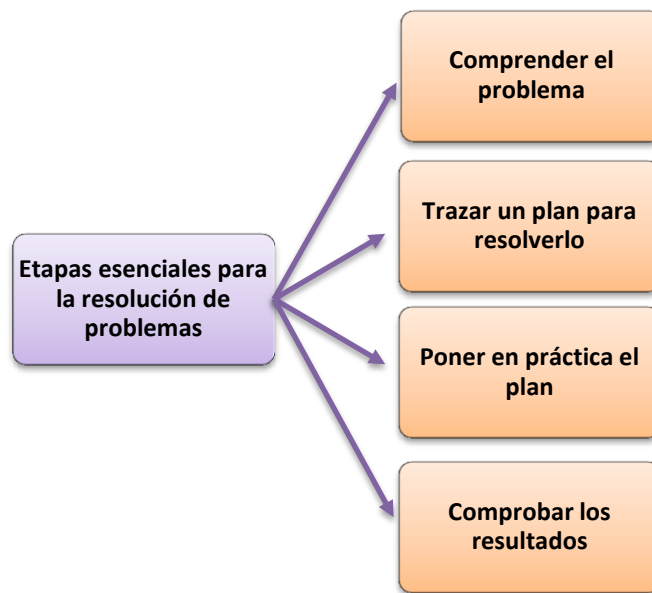 Comprender el
problema
Trazar un plan para
resolverlo
Etapas esenciales para
la resolución de
problemas
Poner en práctica el
plan
Comprobar los
resultados